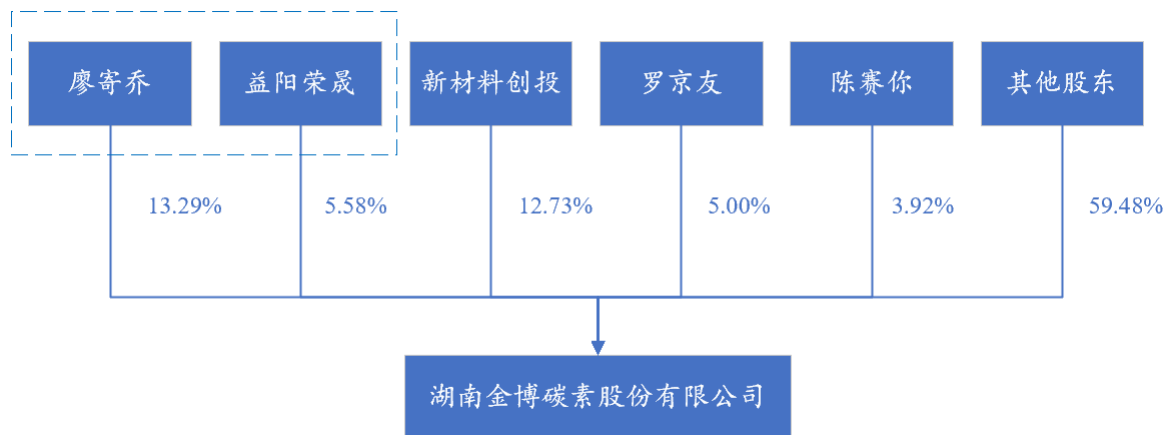 廖寄乔
益阳荣晟
新材料创投
罗京友
陈赛你
其他股东
13.29%
5.58%
12.73%
5.00%
3.92%
59.48%
湖南金博碳素股份有限公司